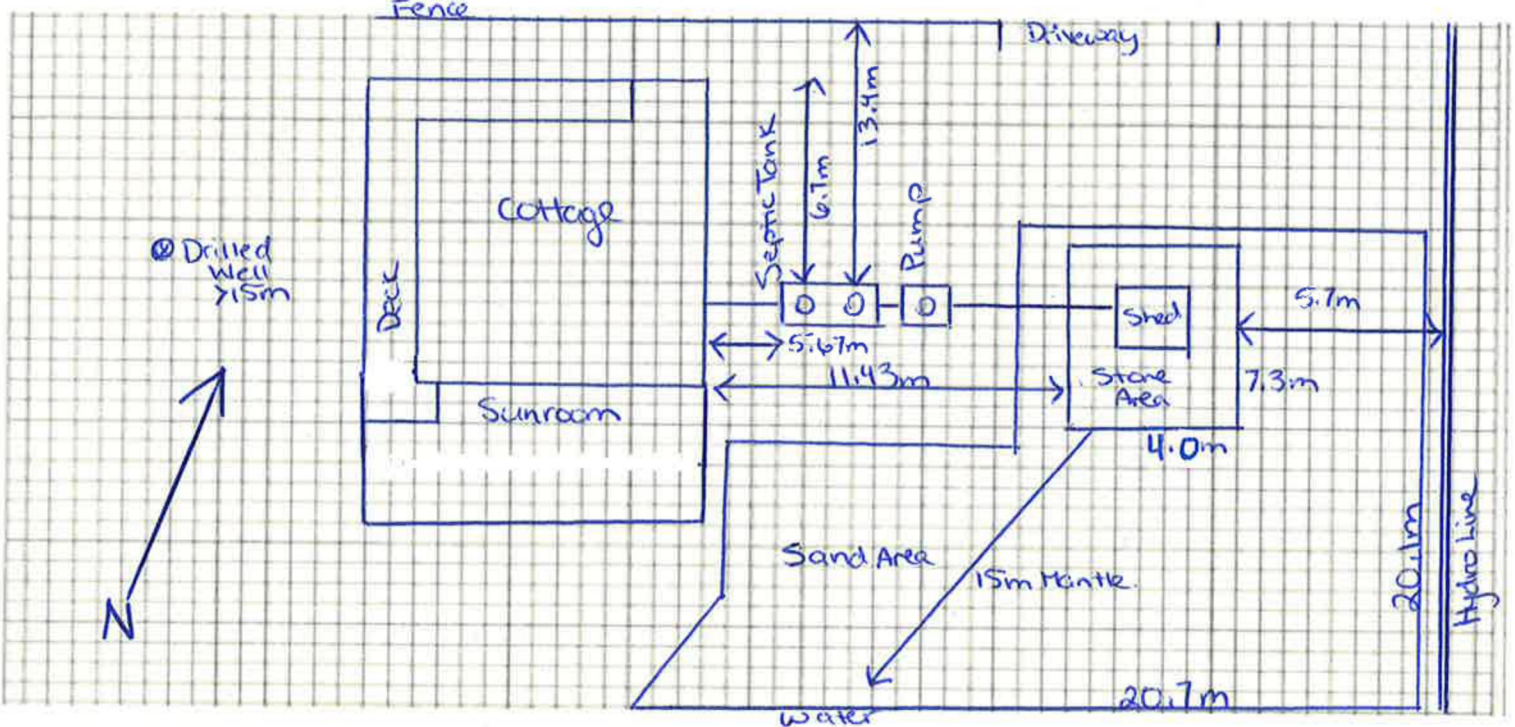 Fence
Driveway
13.4m
Septic Tank
6.1m
Cottage
Pump
Drilled
Well
>15m
Deck
Shed
5.7m
5.67m
11.43m
Stone
Area
7.3m
Sunroom
4.0m
Sand Area
15m Mantle.
20.1m
Hydro Line
N
20.7m
Water